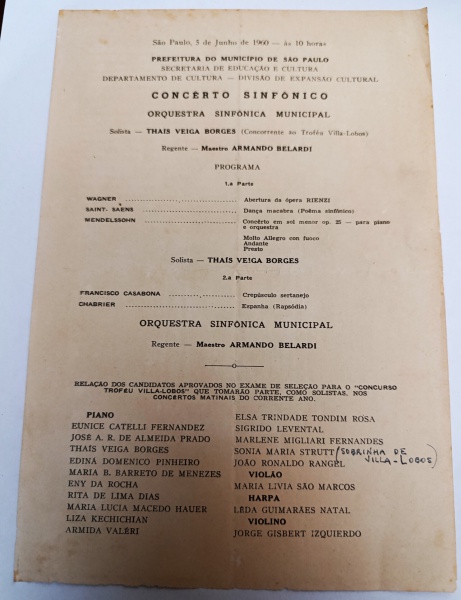 São Paulo, 5 de Junho de 1960 — às 10 horas
PREFEITURA DO MUNICIPIO DE SÃO PAULO
SECRETARIA DE EDUCAÇÃO E CULTURA
DEPARTAMENTO DE CULTURA — DIVISÃO DE EXPANSÃO CULTURAL
CONCÊRTO SINFÔNICO
ORQUESTRA SINFÔNICA MUNICIPAL
Solista — THAIS VEIGA BORGES (Concorrente ao Troféu Villa-Lobos)
Regente — Maestro ARMANDO BELARDI
PROGRAMA
1.a Parte
WAGNER ........ Abertura da ópera RIENZI
SAINT-SAËNS ........ Dança macabra (Poêma sinfônico)
MENDELSSOHN ........ Concêrto em sol menor op. 25 — para piano
e orquestra
Molto Allegro con fuoco
Andante
Presto
Solista — THAÍS VEIGA BORGES
2.a Parte
FRANCISCO CASABONA ........ Crepúsculo sertanejo
CHABRIER ........ Espanha (Rapsódia)
ORQUESTRA SINFÔNICA MUNICIPAL
Regente — Maestro ARMANDO BELARDI
RELAÇÃO DOS CANDIDATOS APROVADOS NO EXAME DE SELEÇÃO PARA O "CONCURSO
TROFÉU VILLA-LOBOS" QUE TOMARÃO PARTE, COMO SOLISTAS, NOS
CONCÊRTOS MATINAIS DO CORRENTE ANO.
PIANO
EUNICE CATELLI FERNANDEZ
JOSÉ A. R. DE ALMEIDA PRADO
THAIS VEIGA BORGES
EDINA DOMENICO PINHEIRO
MARIA B. BARRETO DE MENEZES
ENY DA ROCHA
RITA DE LIMA DIAS
MARIA LUCIA MACEDO HAUER
LIZA KECHICHIAN
ARMIDA VALÉRI
ELSA TRINDADE TONDIM ROSA
SIGRIDO LEVENTAL
MARLENE MIGLIARI FERNANDES
SONIA MARIA STRUTT (SOBRINHA DE
VILLA-LOBOS)
JOÃO RONALDO RANGEL
VIOLÃO
MARIA LIVIA SÃO MARCOS
HARPA
LÊDA GUIMARÃES NATAL
VIOLINO
JORGE GISBERT IZQUIERDO